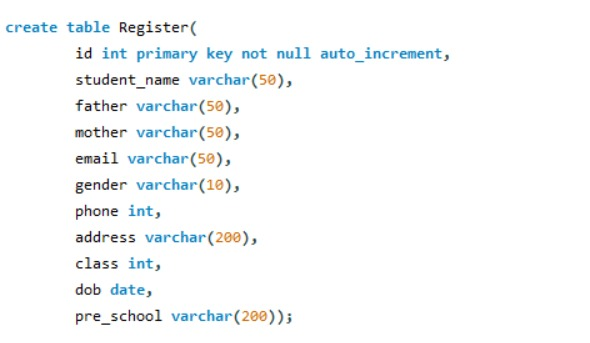 create table Register(
id int primary key not null auto_increment,
student_name varchar(50),
father varchar(50),
mother varchar(50),
email varchar(50),
gender varchar(10),
phone int,
address varchar(200),
class int,
dob date,
pre_school varchar(200));